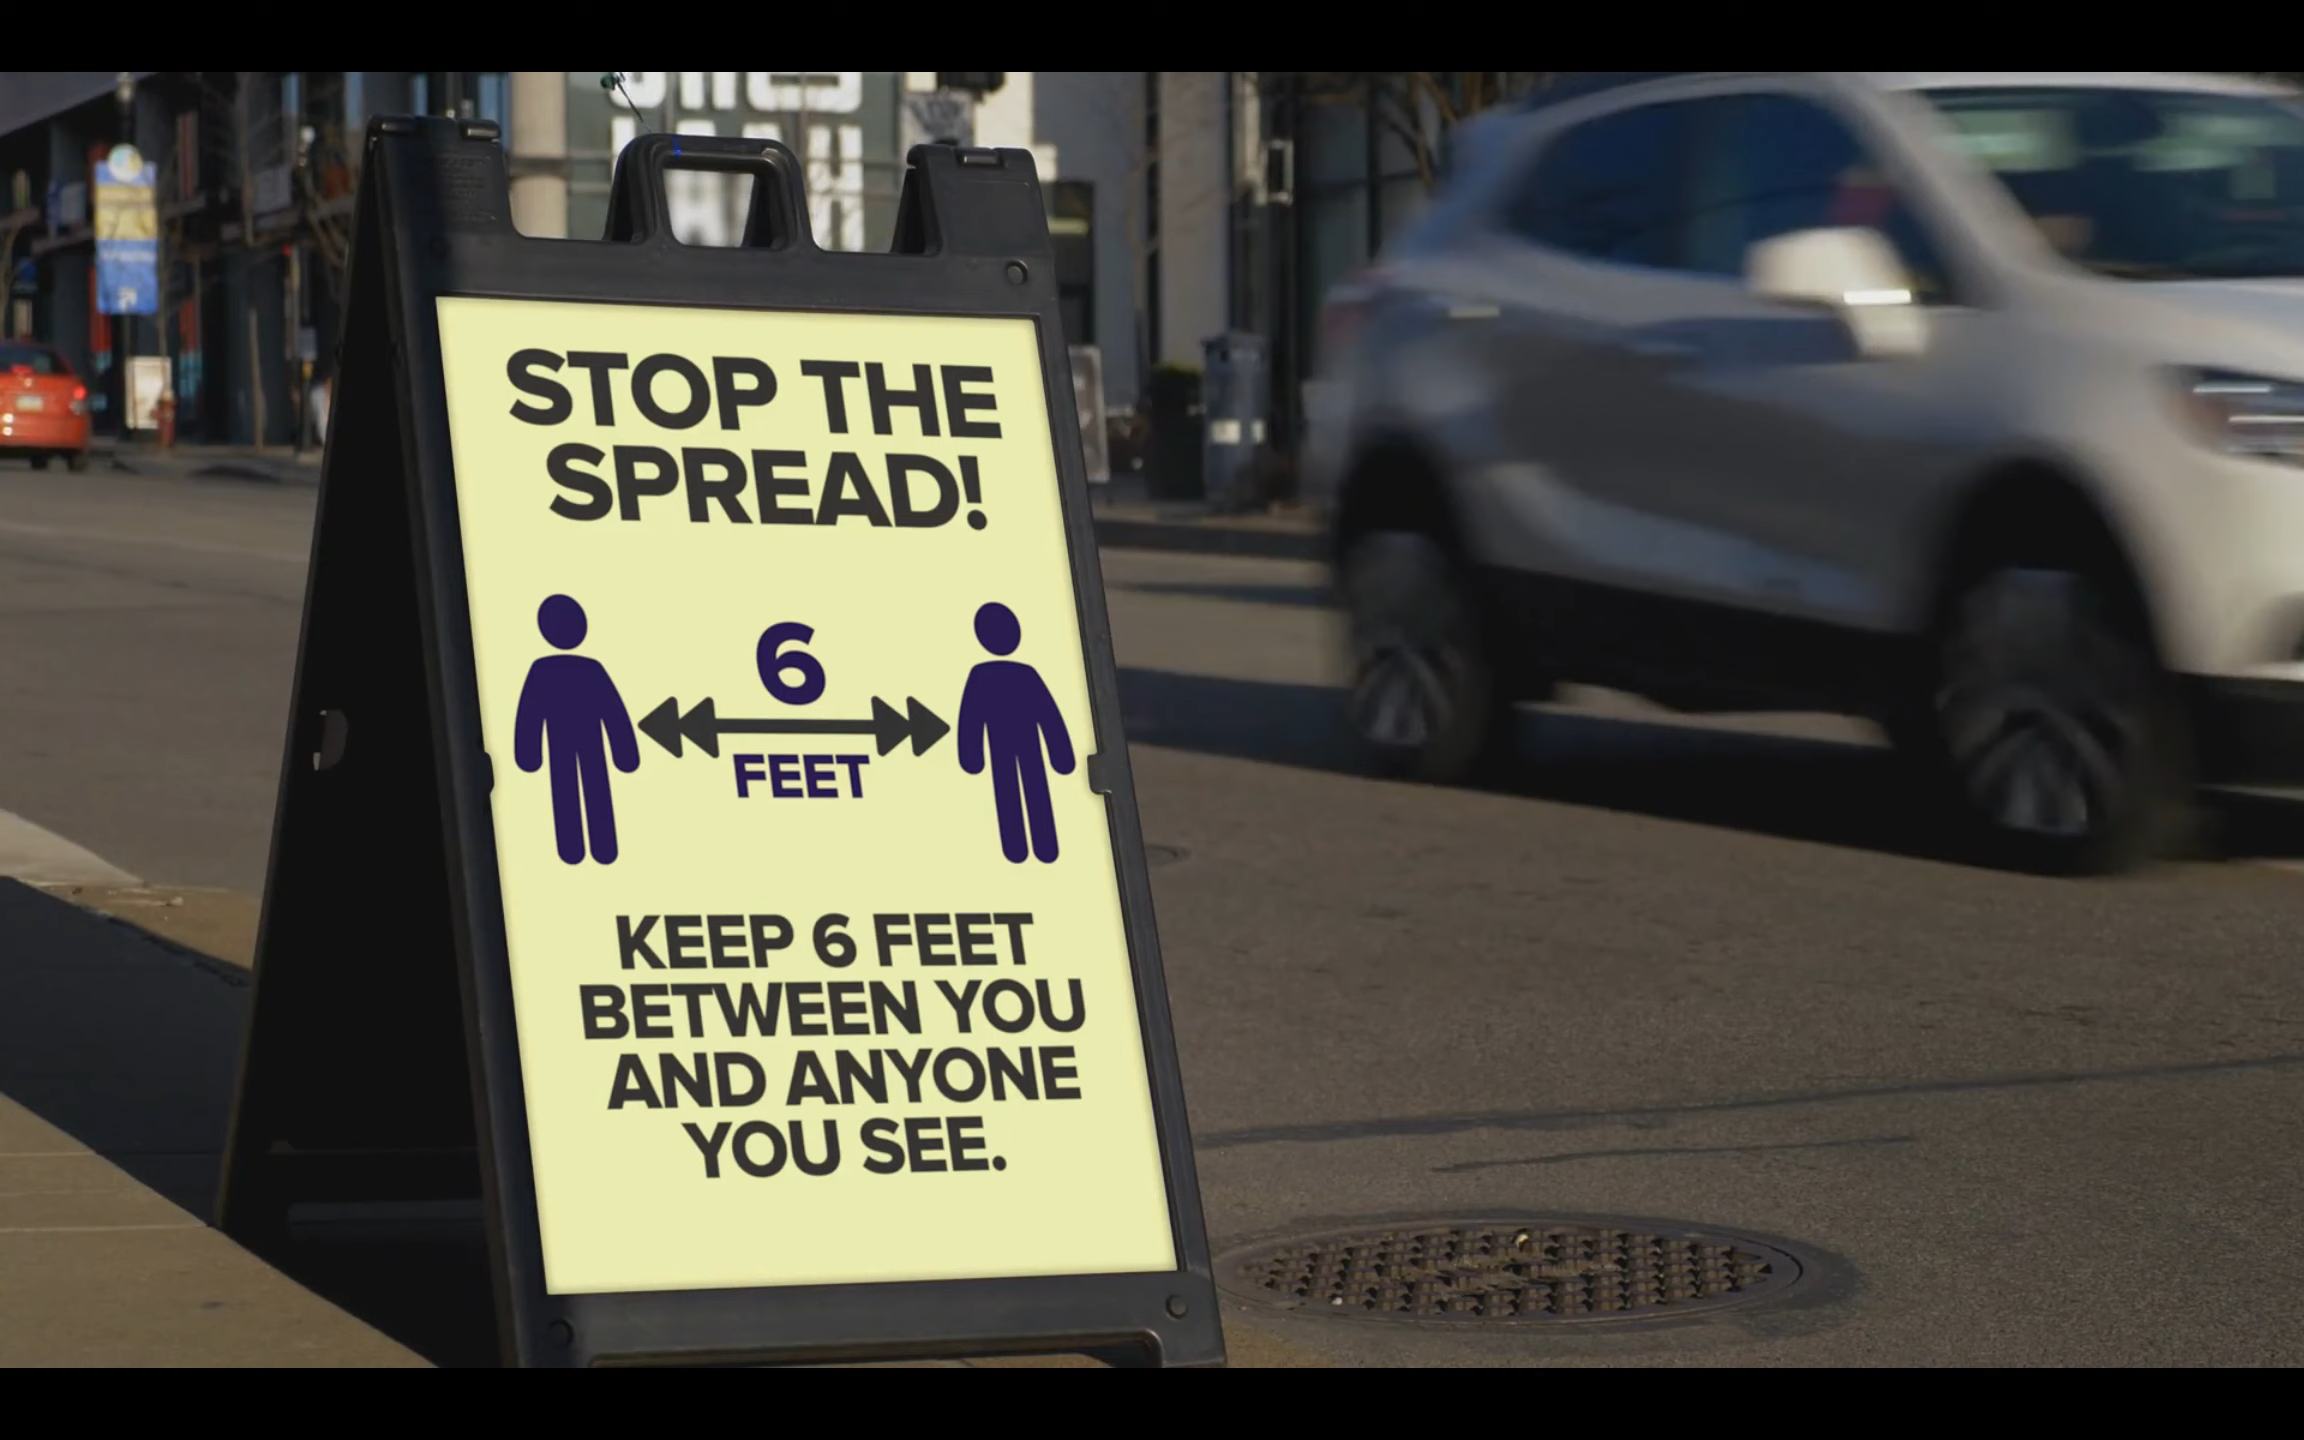 STOP THE
SPREAD!
6
FEET
KEEP 6 FEET
BETWEEN YOU
AND ANYONE
YOU SEE.